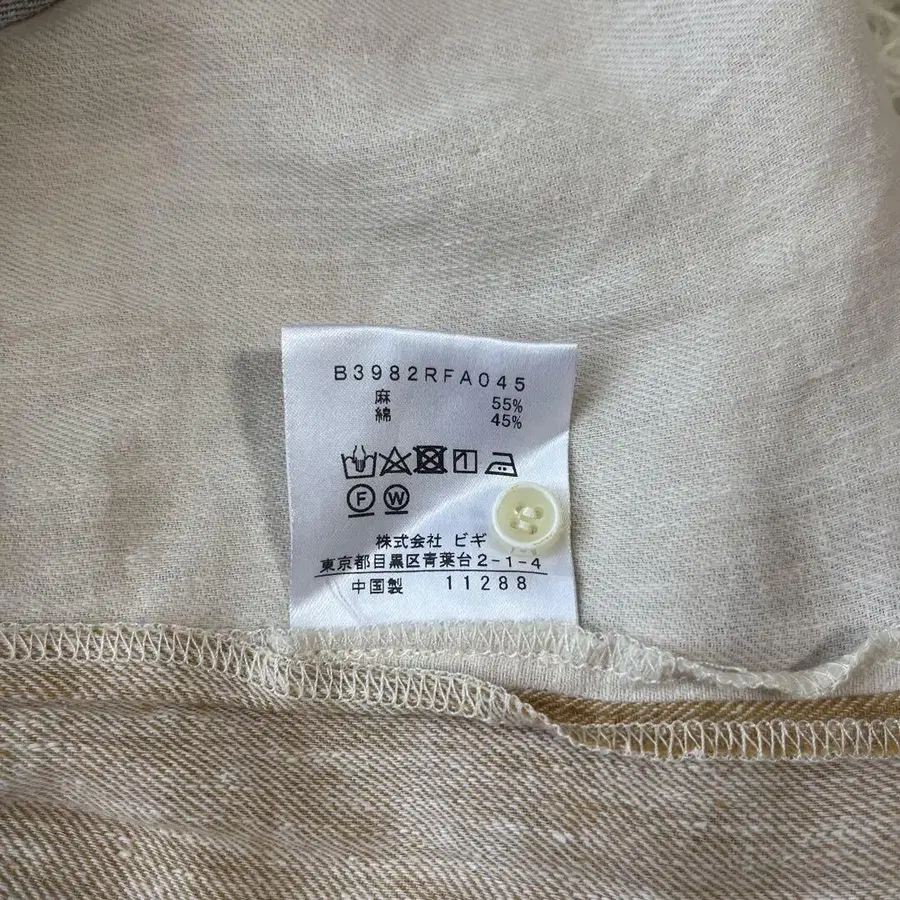 B3982RFA045
麻 55%
綿 45%
F W
株式会社 ビギ
東京都目黒区青葉台2-1-4
中国製 11288